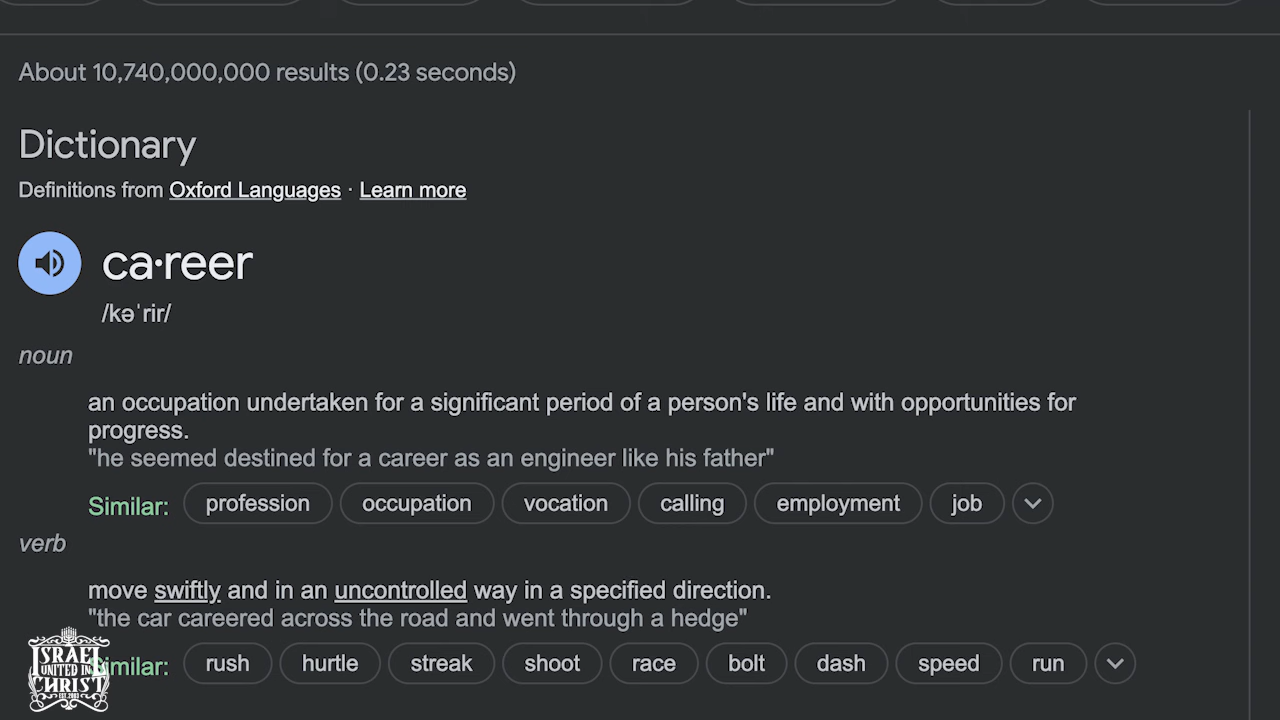 About 10,740,000,000 results (0.23 seconds)
Dictionary
Definitions from Oxford Languages · Learn more
ca·reer
/kəˈrir/
noun
an occupation undertaken for a significant period of a person's life and with opportunities for
progress.
"he seemed destined for a career as an engineer like his father"
Similar: profession occupation vocation calling employment job
verb
move swiftly and in an uncontrolled way in a specified direction.
"the car careered across the road and went through a hedge"
Similar: rush hurtle streak shoot race bolt dash speed run
ISRAEL
UNITED IN
CHRIST
EST. 2003